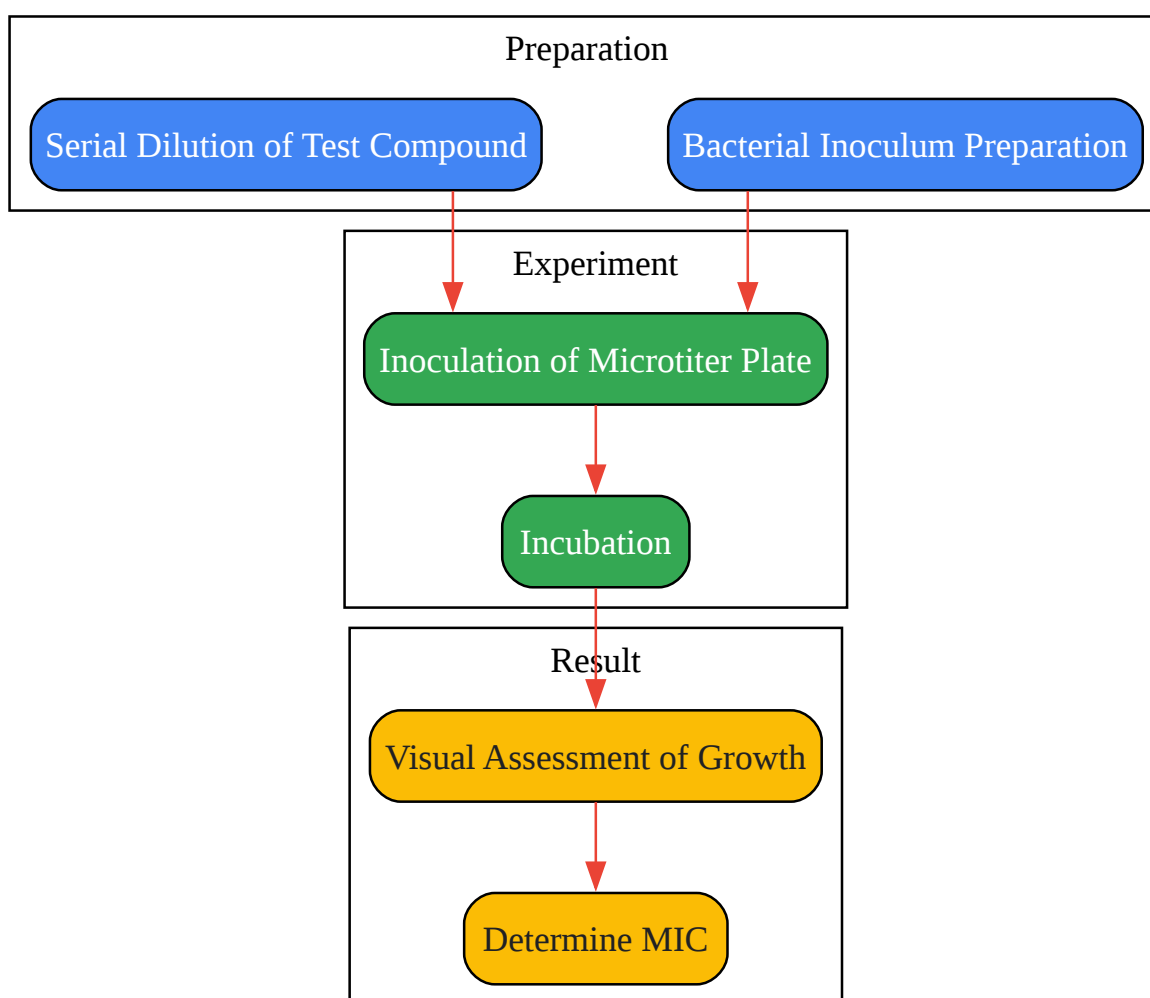 Preparation
Serial Dilution of Test Compound
Bacterial Inoculum Preparation
Experiment
Inoculation of Microtiter Plate
Incubation
Result
Visual Assessment of Growth
Determine MIC